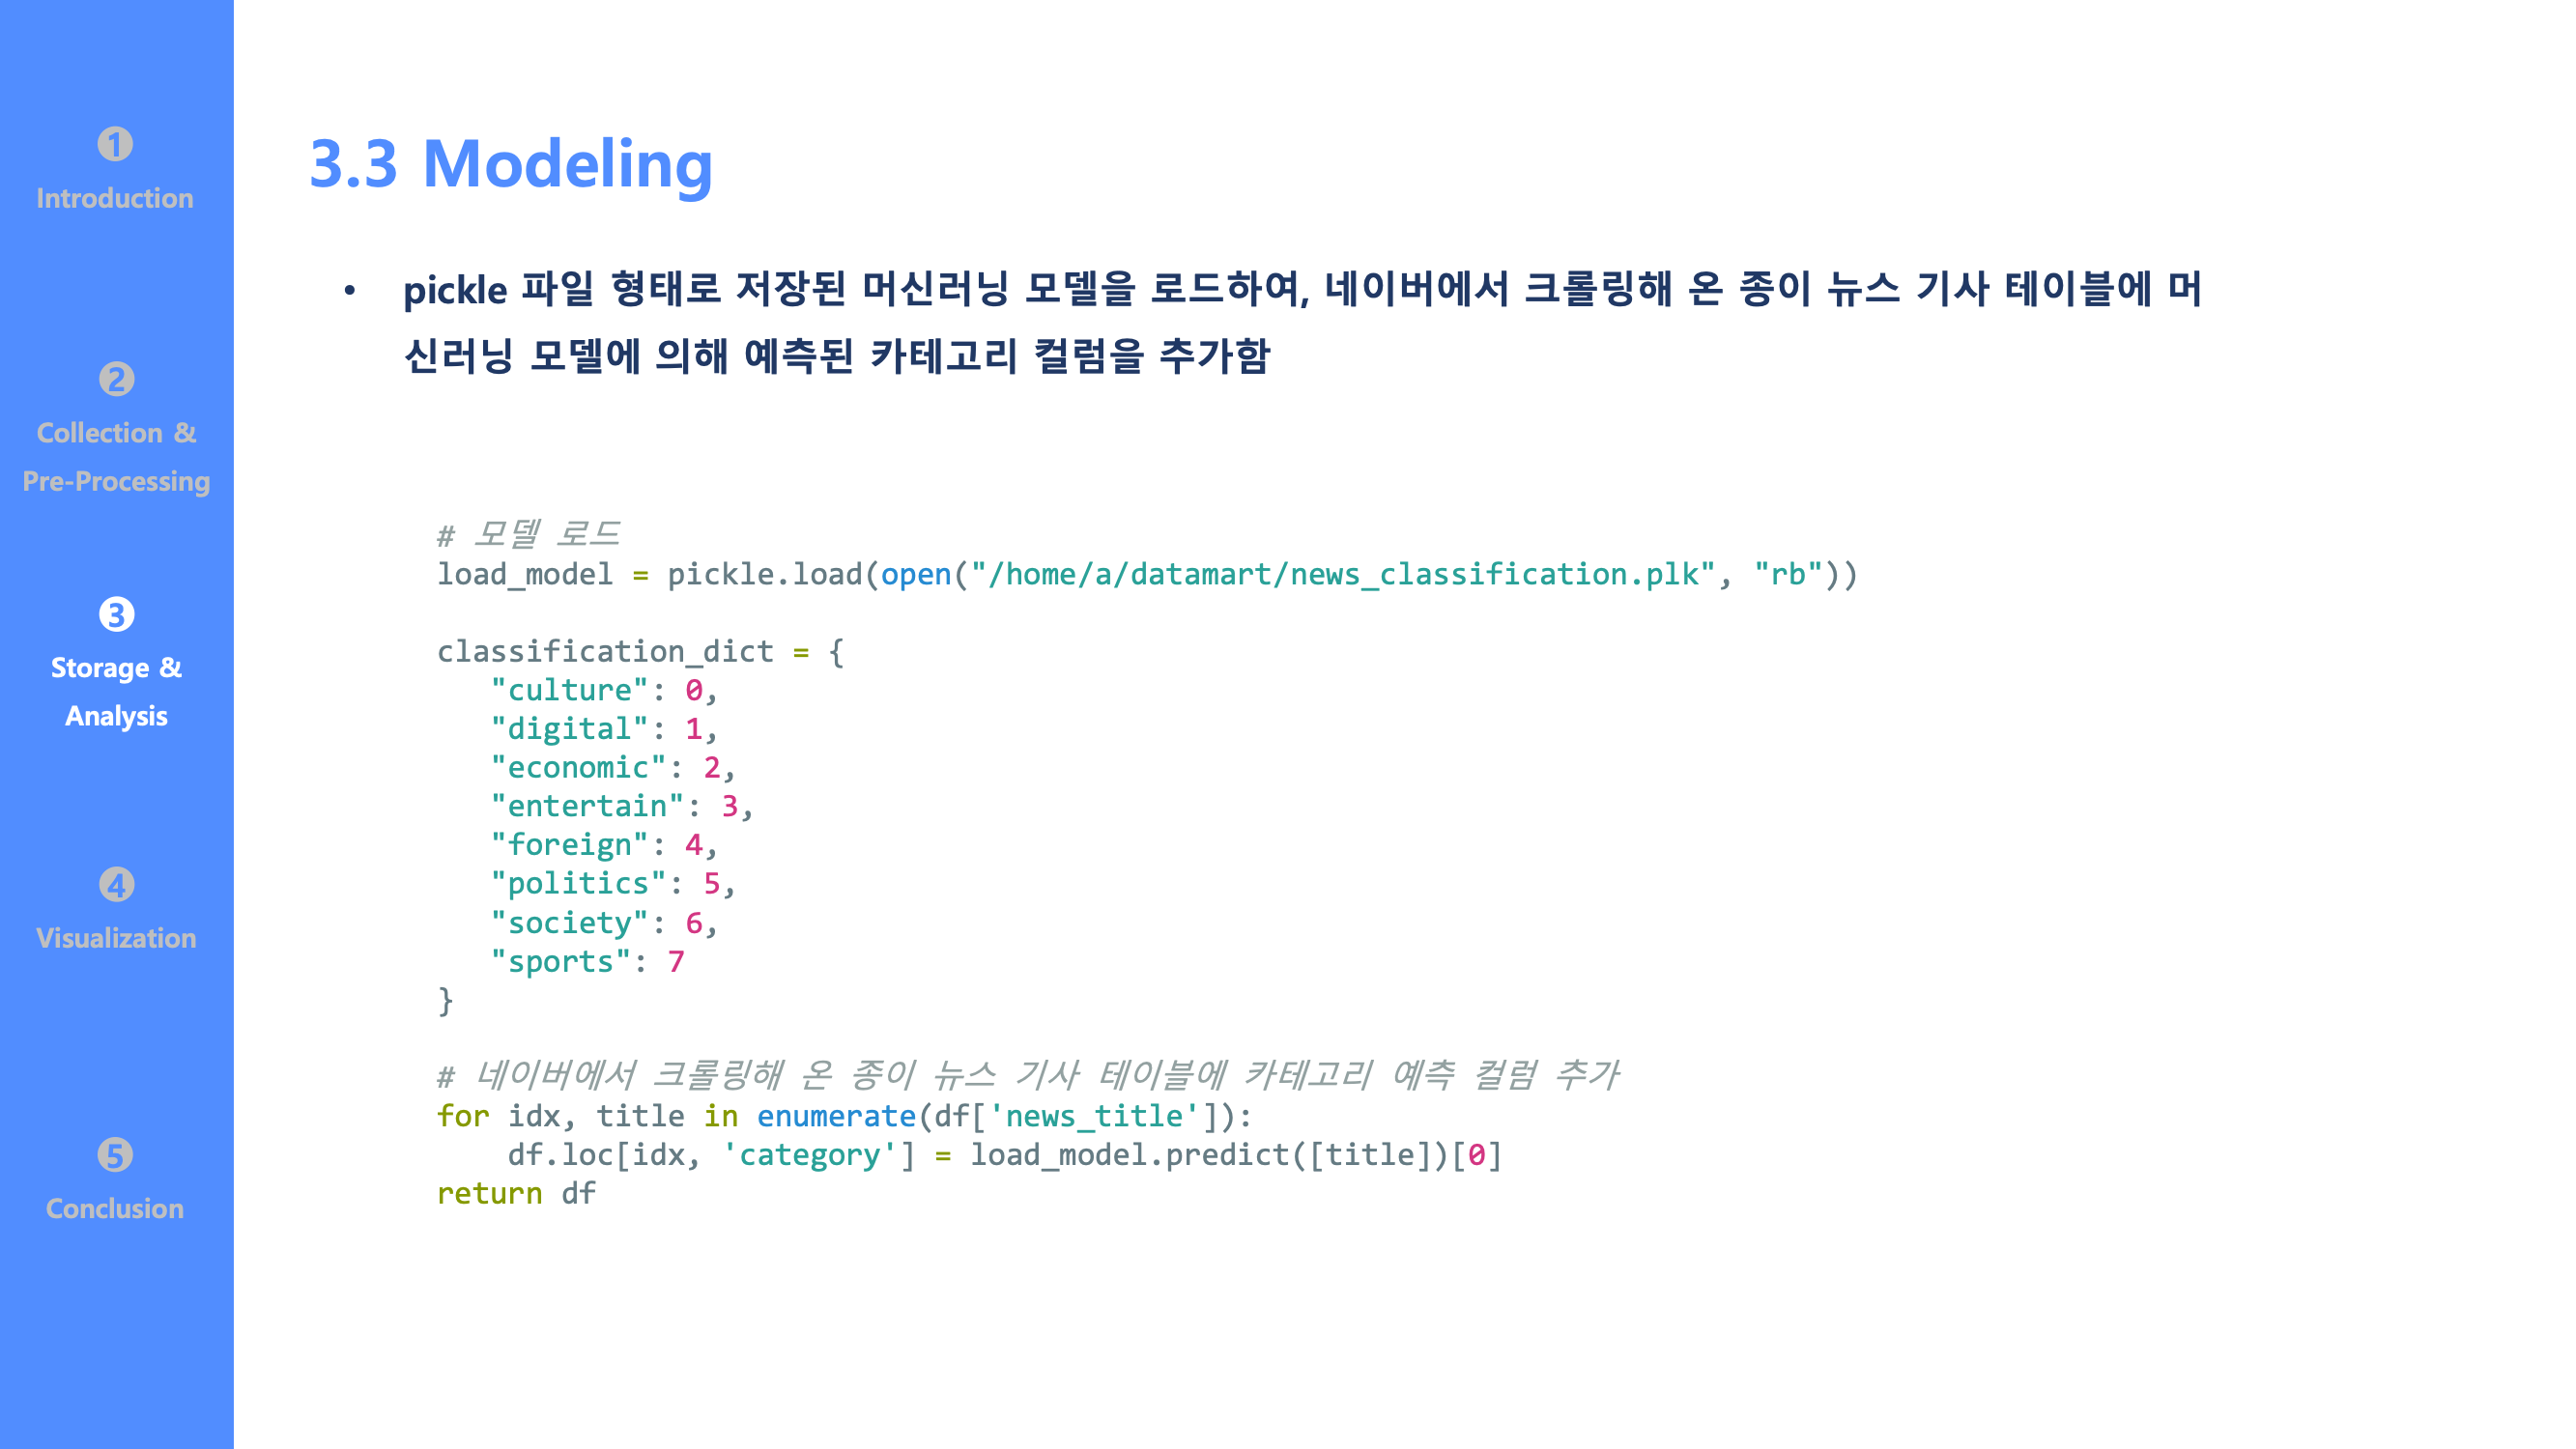 ❶
Introduction
❷
Collection &
Pre-Processing
❸
Storage &
Analysis
❹
Visualization
❺
Conclusion
3.3 Modeling
• pickle 파일 형태로 저장된 머신러닝 모델을 로드하여, 네이버에서 크롤링해 온 종이 뉴스 기사 테이블에 머
신러닝 모델에 의해 예측된 카테고리 컬럼을 추가함
# 모델 로드
load_model = pickle.load(open("/home/a/datamart/news_classification.plk", "rb"))
classification_dict = {
   "culture": 0,
   "digital": 1,
   "economic": 2,
   "entertain": 3,
   "foreign": 4,
   "politics": 5,
   "society": 6,
   "sports": 7
}
# 네이버에서 크롤링해 온 종이 뉴스 기사 테이블에 카테고리 예측 컬럼 추가
for idx, title in enumerate(df['news_title']):
    df.loc[idx, 'category'] = load_model.predict([title])[0]
return df